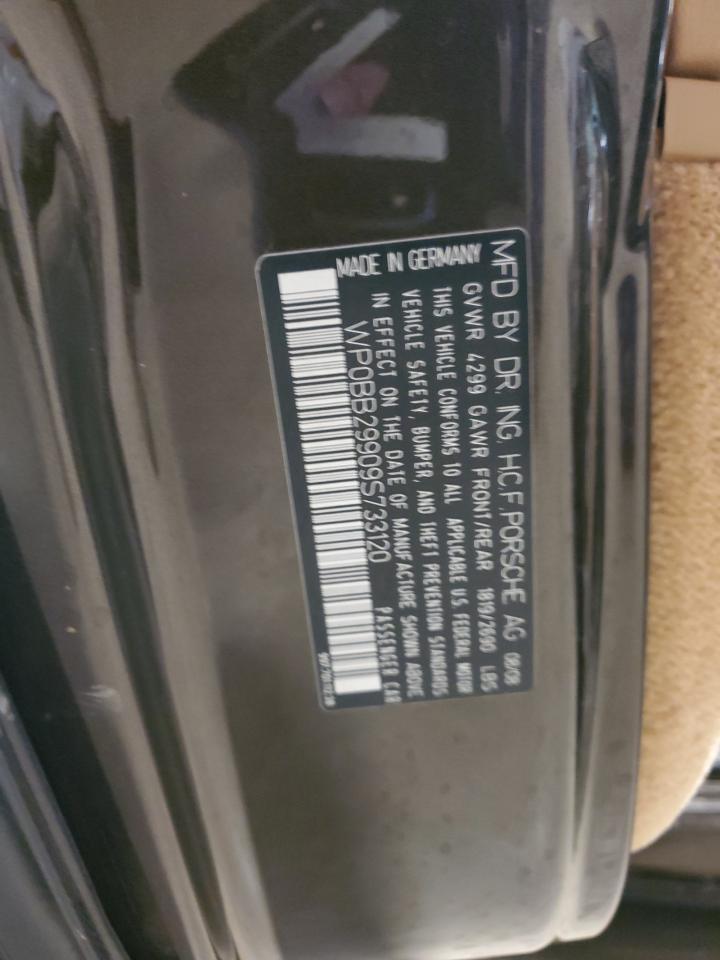 MFD BY DR. ING. H.C.F. PORSCHE AG 08/08
GVWR 4299 GAWR FRONT/REAR 1819/2690 LBS
THIS VEHICLE CONFORMS TO ALL APPLICABLE U.S. FEDERAL MOTOR
VEHICLE SAFETY, BUMPER, AND THEFT PREVENTION STANDARDS
IN EFFECT ON THE DATE OF MANUFACTURE SHOWN ABOVE
MADE IN GERMANY
WP0BB29909S733120
PASSENGER CAR